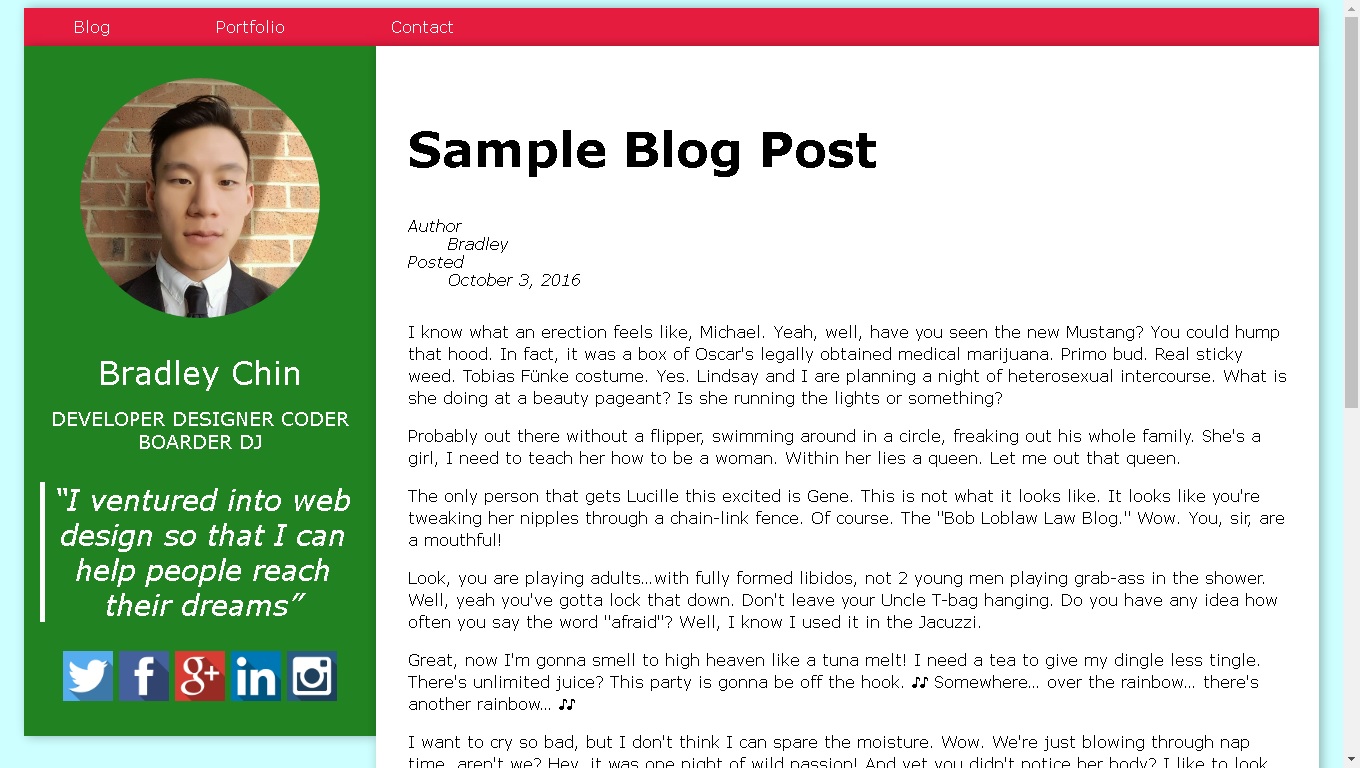 Blog Portfolio Contact
Bradley Chin
DEVELOPER DESIGNER CODER
BOARDER DJ
“I ventured into web
design so that I can
help people reach
their dreams”
Sample Blog Post
Author
Bradley
Posted
October 3, 2016
I know what an erection feels like, Michael. Yeah, well, have you seen the new Mustang? You could hump
that hood. In fact, it was a box of Oscar's legally obtained medical marijuana. Primo bud. Real sticky
weed. Tobias Fünke costume. Yes. Lindsay and I are planning a night of heterosexual intercourse. What is
she doing at a beauty pageant? Is she running the lights or something?
Probably out there without a flipper, swimming around in a circle, freaking out his whole family. She's a
girl, I need to teach her how to be a woman. Within her lies a queen. Let me out that queen.
The only person that gets Lucille this excited is Gene. This is not what it looks like. It looks like you're
tweaking her nipples through a chain-link fence. Of course. The "Bob Loblaw Law Blog." Wow. You, sir, are
a mouthful!
Look, you are playing adults…with fully formed libidos, not 2 young men playing grab-ass in the shower.
Well, yeah you've gotta lock that down. Don't leave your Uncle T-bag hanging. Do you have any idea how
often you say the word "afraid"? Well, I know I used it in the Jacuzzi.
Great, now I'm gonna smell to high heaven like a tuna melt! I need a tea to give my dingle less tingle.
There's unlimited juice? This party is gonna be off the hook. ♪♪ Somewhere… over the rainbow… there's
another rainbow… ♪♪
I want to cry so bad, but I don't think I can spare the moisture. Wow. We're just blowing through nap
time, aren't we? Hey, it was one night of wild passion! And yet you didn't notice her body? I like to look